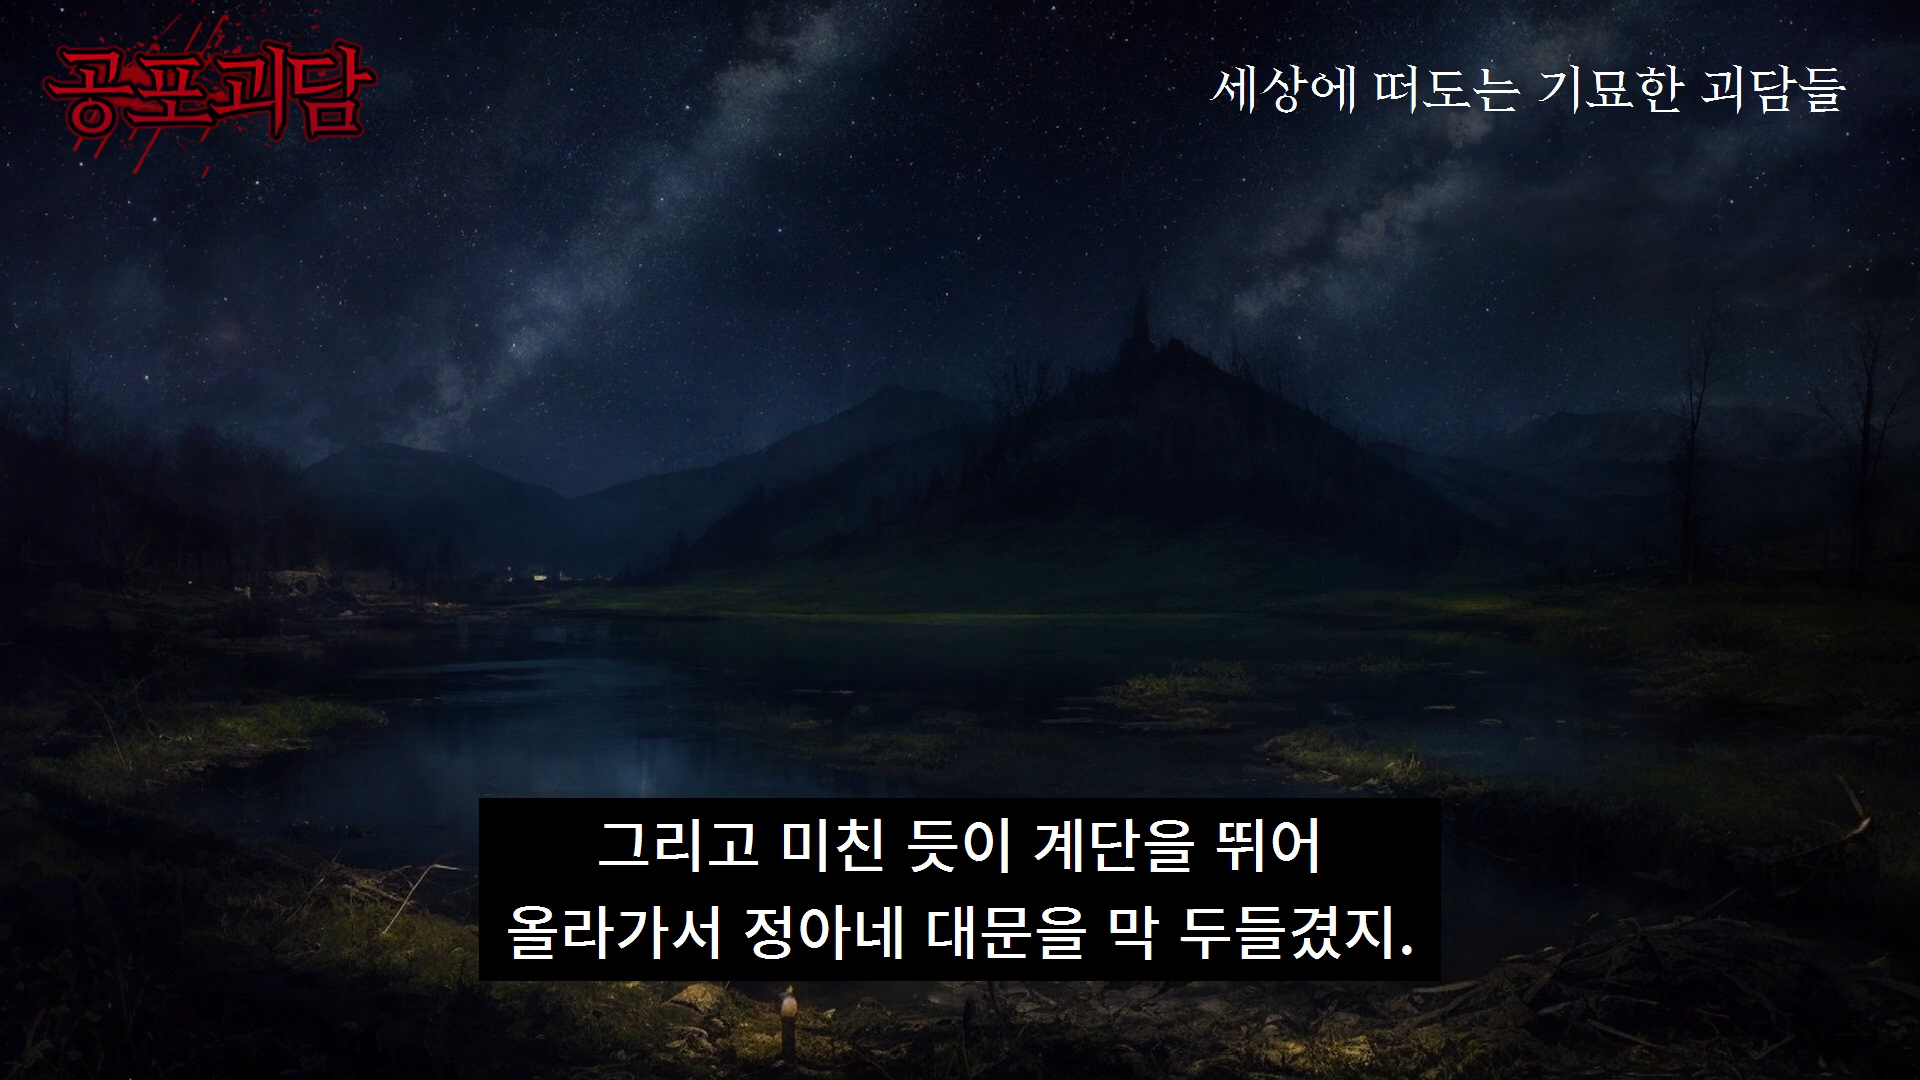 공포괴담
세상에 떠도는 기묘한 괴담들
그리고 미친 듯이 계단을 뛰어
올라가서 정아네 대문을 막 두들겼지.